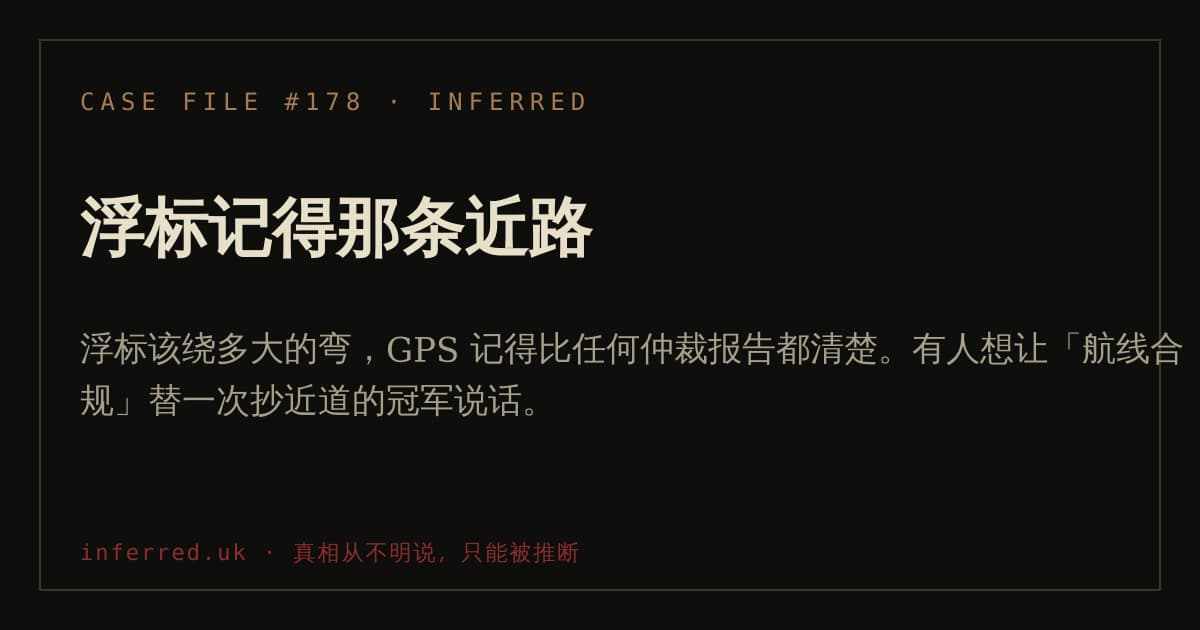 CASE FILE #178 · INFERRED
浮标记得那条近路
浮标该绕多大的弯，GPS 记得比任何仲裁报告都清楚。有人想让「航线合
规」替一次抄近道的冠军说话。
inferred.uk · 真相从不明说，只能被推断